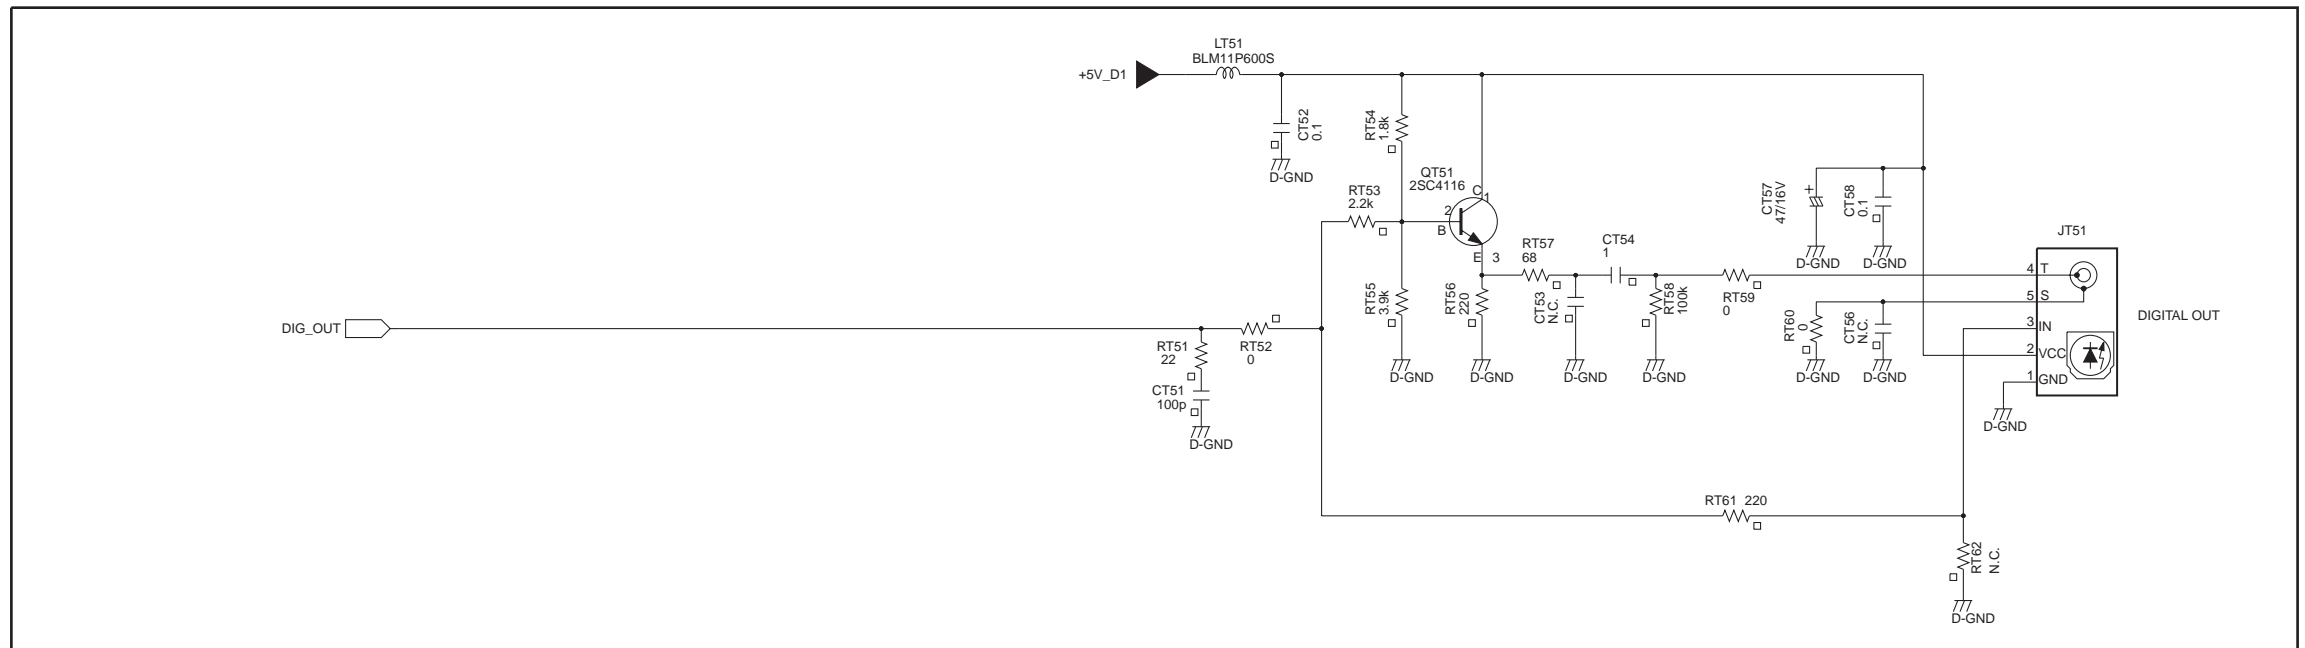 LT51
BLM11P600S
+5V_D1
CT52
0.1
D-GND
RT54
1.8k
QT51
2SC4116
C
1
2
B
E 3
RT53
2.2k
RT57
68
CT54
1
CT57
47/16V
+
D-GND
CT58
0.1
D-GND
JT51
4 T
5 S
3 IN
2 VCC
1 GND
DIGITAL OUT
D-GND
DIG_OUT
RT51
22
RT52
0
CT51
100p
D-GND
RT55
3.9k
D-GND
RT56
220
D-GND
CT53
N.C.
D-GND
RT58
100k
D-GND
RT59
0
RT60
0
D-GND
CT56
N.C.
D-GND
RT61 220
RT62
N.C.
D-GND